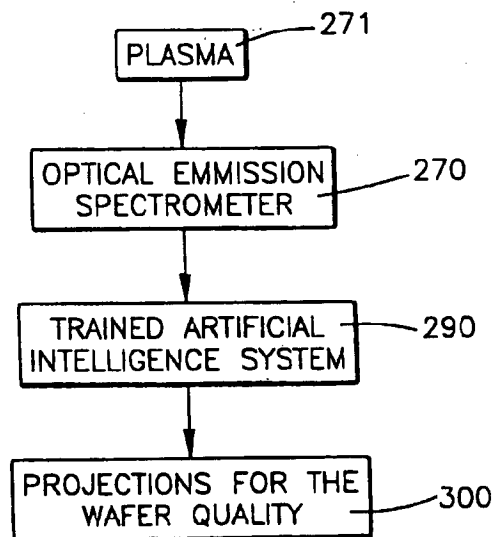 271
PLASMA
OPTICAL EMMISSION
SPECTROMETER
270
TRAINED ARTIFICIAL
INTELLIGENCE SYSTEM
290
PROJECTIONS FOR THE
WAFER QUALITY
300